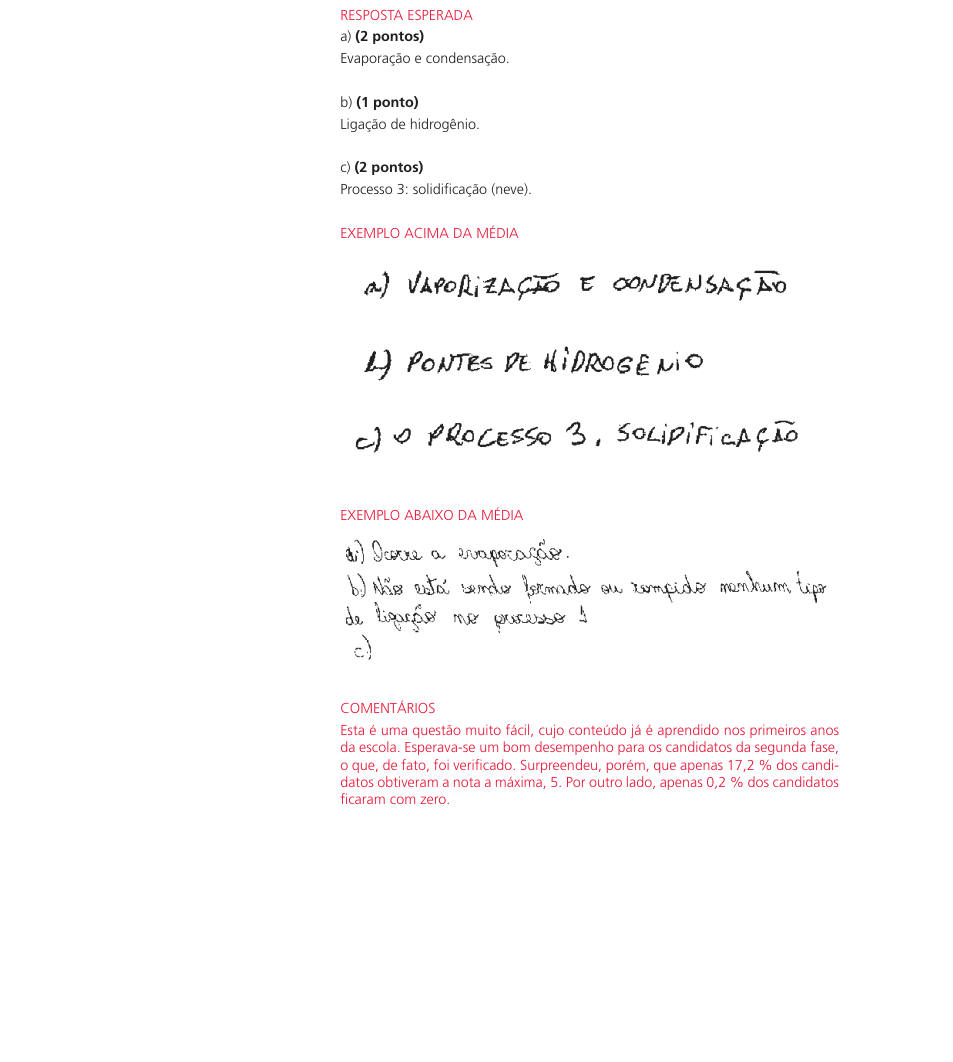 RESPOSTA ESPERADA
a) (2 pontos)
Evaporação e condensação.
b) (1 ponto)
Ligação de hidrogênio.
c) (2 pontos)
Processo 3: solidificação (neve).
EXEMPLO ACIMA DA MÉDIA
a) VAPORIZAÇÃO E CONDENSAÇÃO
b) PONTES DE HIDROGENIO
c) O PROCESSO 3, SOLIDIFICAÇÃO
EXEMPLO ABAIXO DA MÉDIA
a) Ocorre a evaporação.
b) Não está sendo formado ou rompido nenhum tipo
de ligação no processo 1
c)
COMENTÁRIOS
Esta é uma questão muito fácil, cujo conteúdo já é aprendido nos primeiros anos
da escola. Esperava-se um bom desempenho para os candidatos da segunda fase,
o que, de fato, foi verificado. Surpreendeu, porém, que apenas 17,2 % dos candi-
datos obtiveram a nota a máxima, 5. Por outro lado, apenas 0,2 % dos candidatos
ficaram com zero.